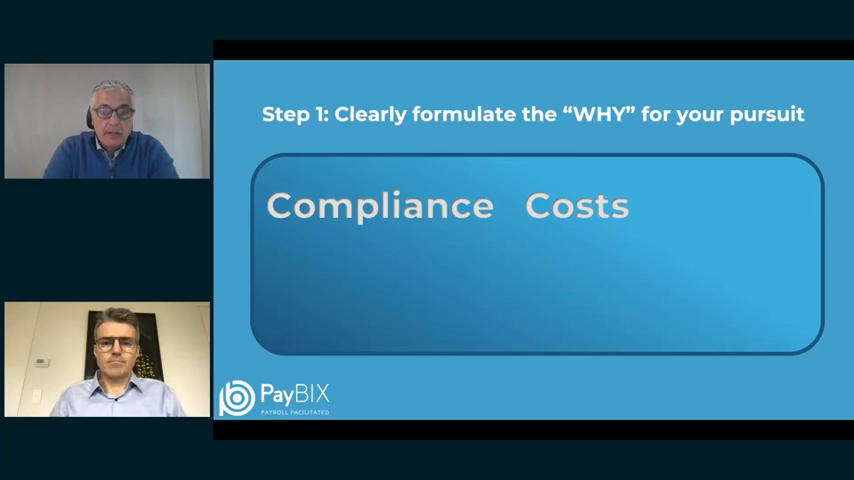 Step 1: Clearly formulate the “WHY” for your pursuit
Compliance Costs
PayBIX
PAYROLL FACILITATED